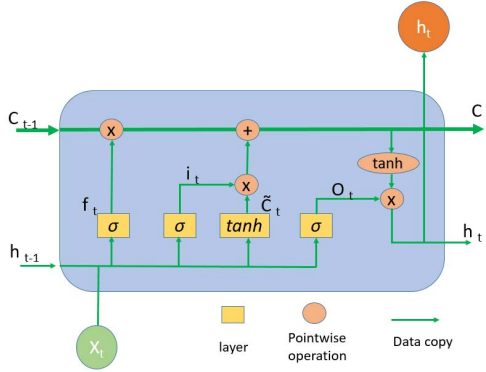 h t
C t-1
x
+
C
tanh
i t
x
x
f t
C̃ t
O t
σ
σ
tanh
σ
h t-1
h t
X t
layer
Pointwise
operation
Data copy